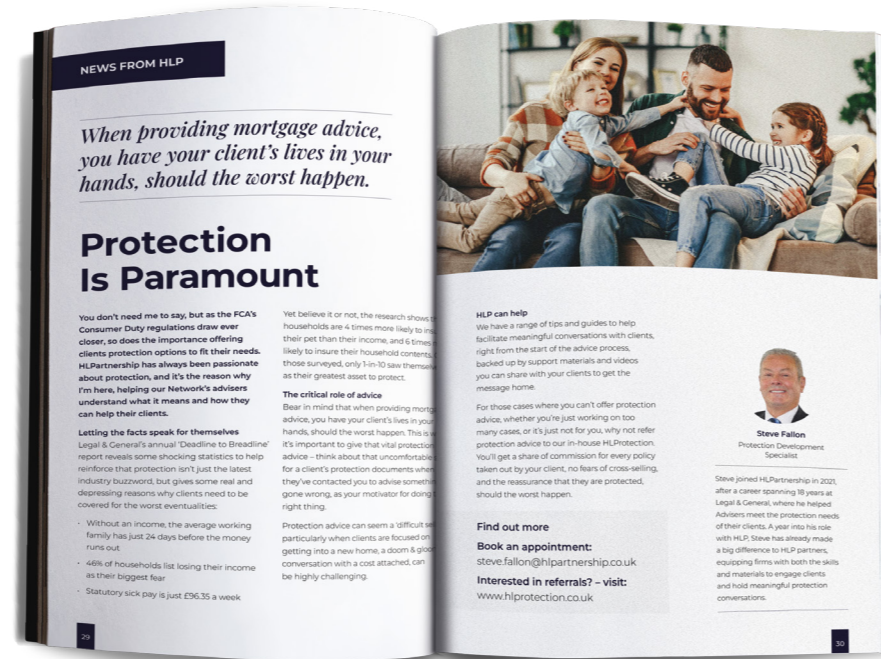 NEWS FROM HLP
When providing mortgage advice,
you have your client's lives in your
hands, should the worst happen.
Protection
Is Paramount
You don't need me to say, but as the FCA's
Consumer Duty regulations draw ever
closer, so does the importance offering
clients protection options to fit their needs.
HLPartnership has always been passionate
about protection, and it's the reason why
I'm here, helping our Network's advisers
understand what it means and how they
can help their clients.
Letting the facts speak for themselves
Legal & General's annual 'Deadline to Breadline'
report reveals some shocking statistics to help
reinforce that protection isn't just the latest
industry buzzword, but gives some real and
depressing reasons why clients need to be
covered for the worst eventualities:
· Without an income, the average working
family has just 24 days before the money
runs out
· 46% of households list losing their income
as their biggest fear
· Statutory sick pay is just £96.35 a week
29
Yet believe it or not, the research shows
households are 4 times more likely to
their pet than their income, and 6 times
likely to insure their household contents.
those surveyed, only 1-in-10 saw
as their greatest asset to protect.
The critical role of advice
Bear in mind that when providing
advice, you have your client's lives in your
hands, should the worst happen. This is
it's important to give that vital protection
advice – think about that uncomfortable
for a client's protection documents when
they've contacted you to advise
gone wrong, as your motivator for doing
right thing.
Protection advice can seem a 'difficult
particularly when clients are focused on
getting into a new home, a doom &
conversation with a cost attached, can
be highly challenging.
HLP can help
We have a range of tips and guides to help
facilitate meaningful conversations with clients,
right from the start of the advice process,
backed up by support materials and videos
you can share with your clients to get the
message home.
For those cases where you can't offer protection
advice, whether you're just working on too
many cases, or it's just not for you, why not refer
protection advice to our in-house HLProtection.
You'll get a share of commission for every policy
taken out by your client, no fears of cross-selling,
and the reassurance that they are protected,
should the worst happen.
Find out more
Book an appointment:
steve.fallon@hlpartnership.co.uk
Interested in referrals? – visit:
www.hlprotection.co.uk
Steve Fallon
Protection Development
Specialist
Steve joined HLPartnership in 2021,
after a career spanning 18 years at
Legal & General, where he helped
Advisers meet the protection needs
of their clients. A year into his role
with HLP, Steve has already made
a big difference to HLP partners,
equipping firms with both the skills
and materials to engage clients
and hold meaningful protection
conversations.
30